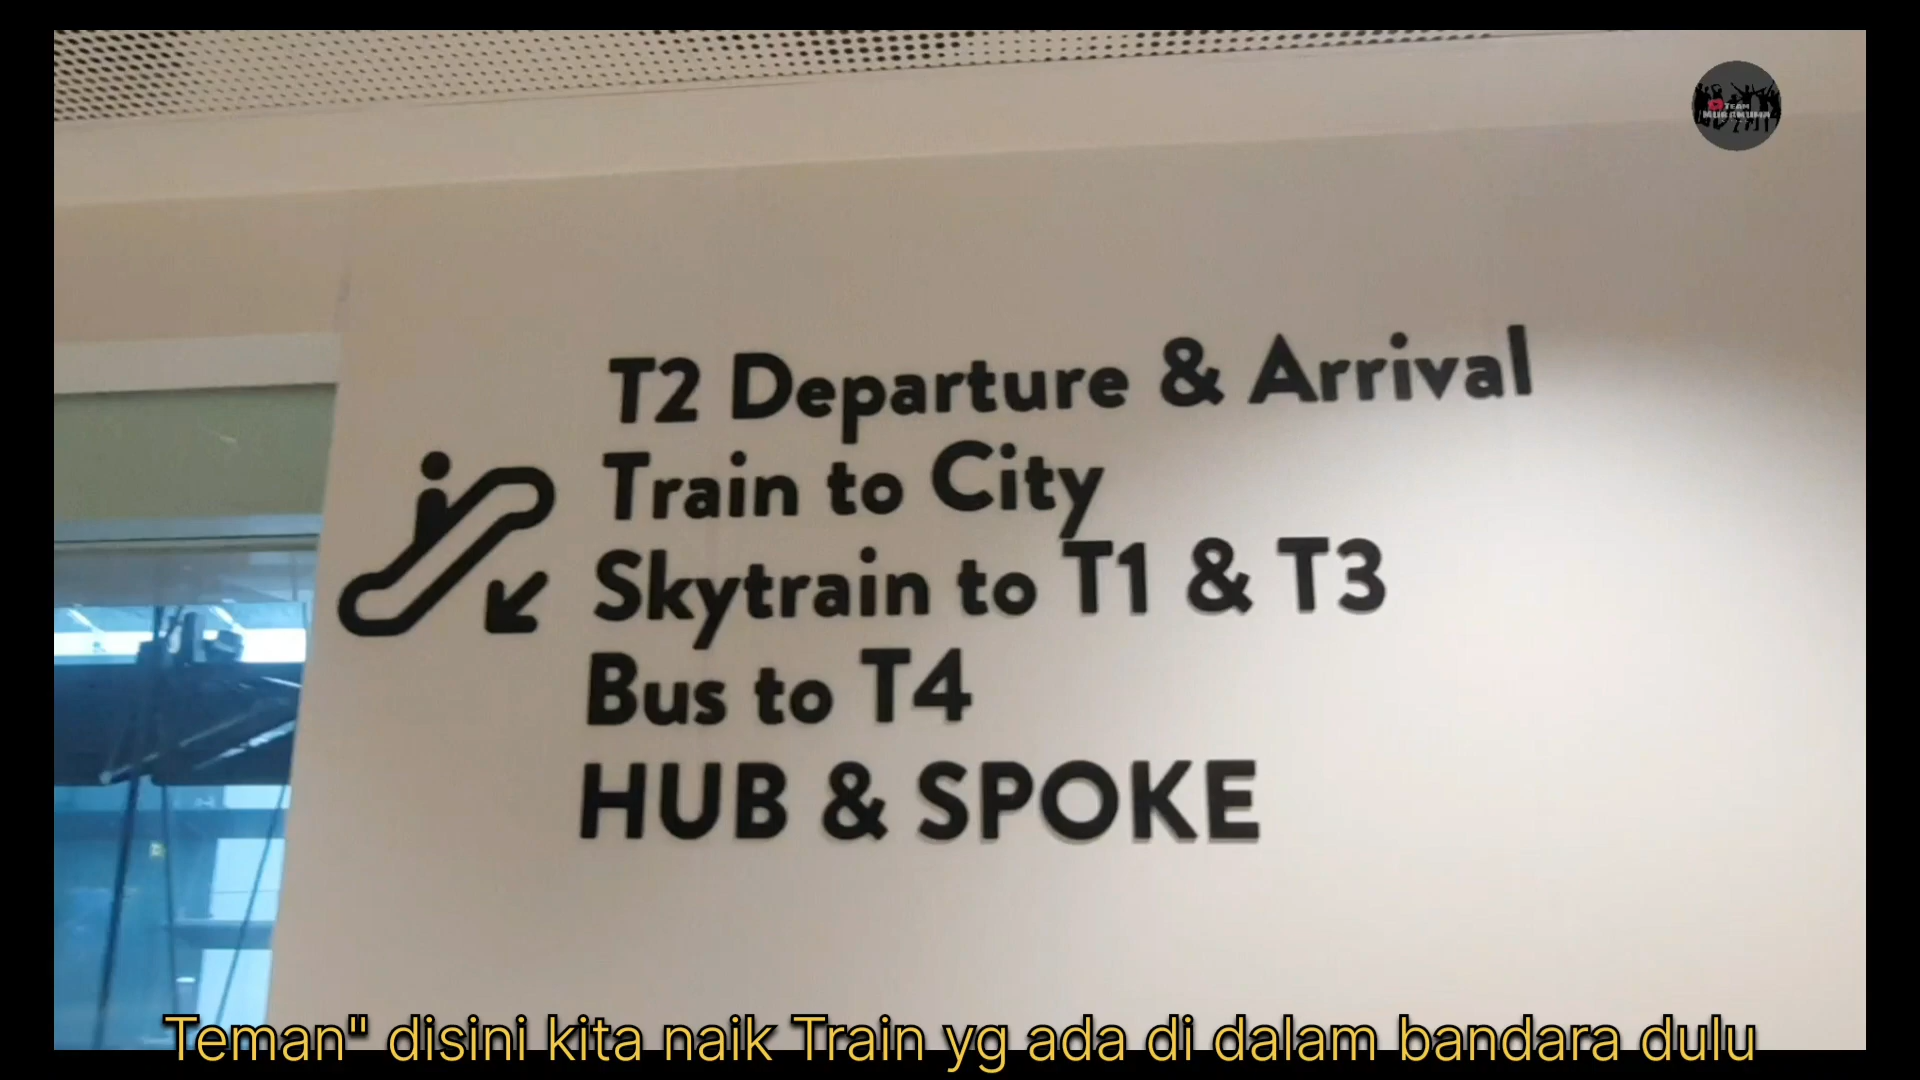 TEAM
T2 Departure & Arrival
Train to City
Skytrain to T1 & T3
Bus to T4
HUB & SPOKE
Teman" disini kita naik Train yg ada di dalam bandara dulu